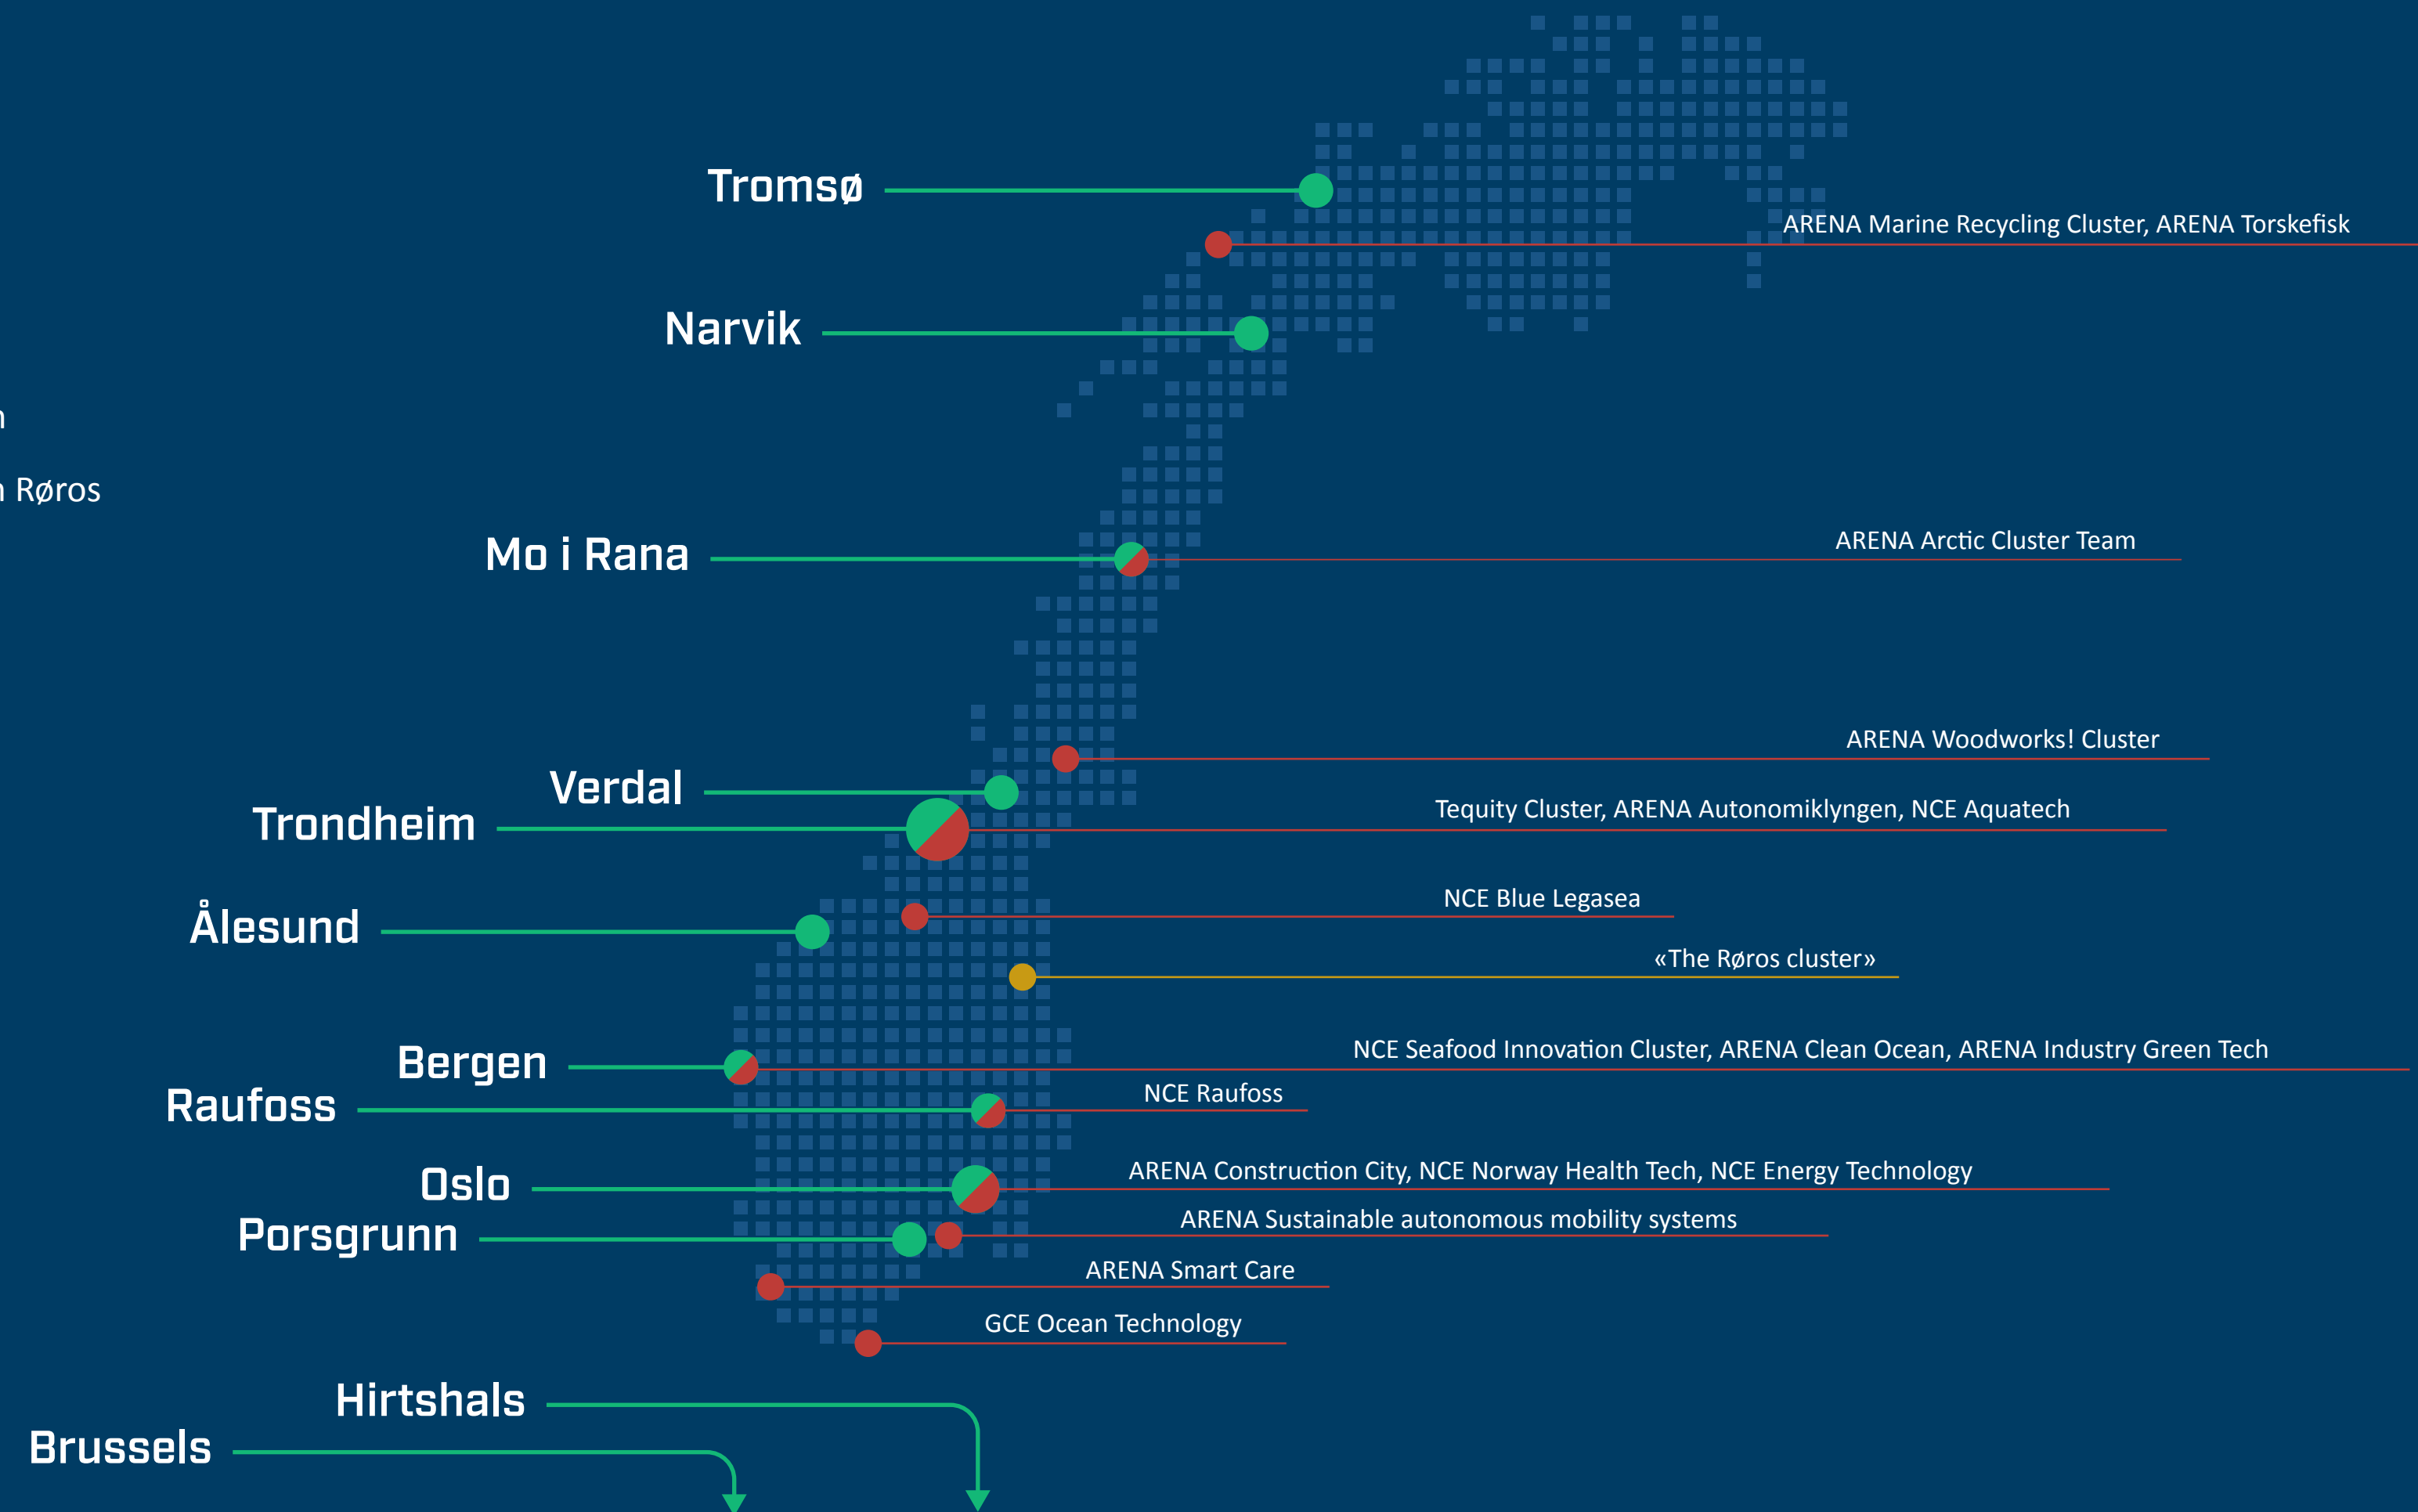 Tromsø
ARENA Marine Recycling Cluster, ARENA Torskefisk
Narvik
n
n Røros
Mo i Rana
ARENA Arctic Cluster Team
ARENA Woodworks! Cluster
Verdal
Trondheim
Tequity Cluster, ARENA Autonomiklyngen, NCE Aquatech
Ålesund
NCE Blue Legasea
«The Røros cluster»
Bergen
NCE Seafood Innovation Cluster, ARENA Clean Ocean, ARENA Industry Green Tech
Raufoss
NCE Raufoss
Oslo
ARENA Construction City, NCE Norway Health Tech, NCE Energy Technology
Porsgrunn
ARENA Sustainable autonomous mobility systems
ARENA Smart Care
GCE Ocean Technology
Hirtshals
Brussels